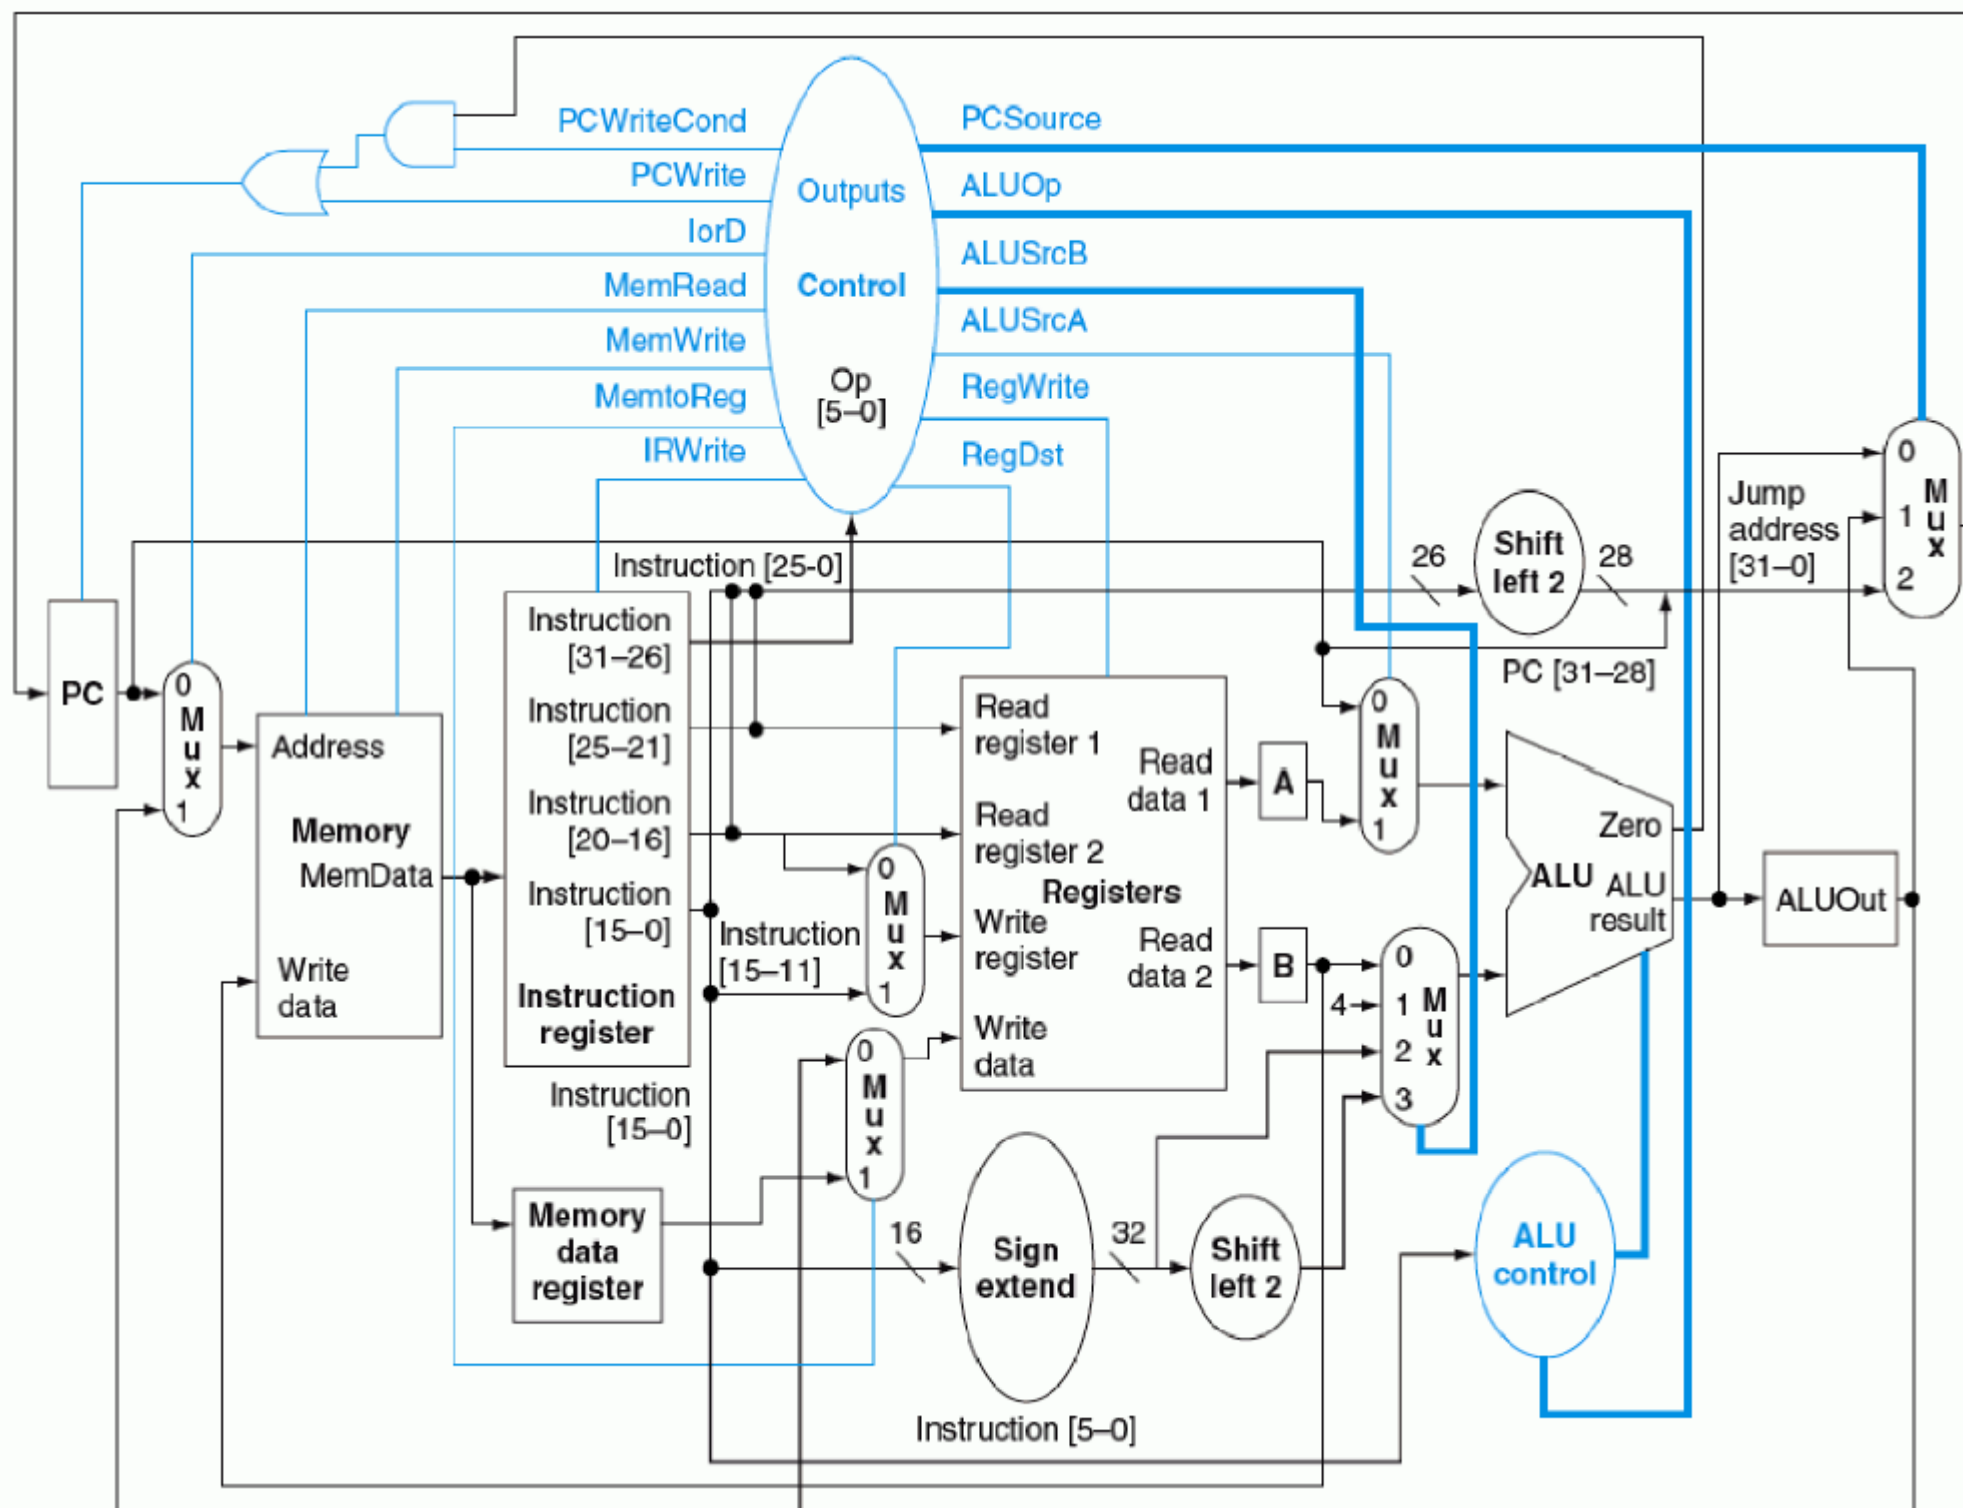 PCWriteCond
PCWrite
IorD
MemRead
MemWrite
MemtoReg
IRWrite
Outputs
Control
Op
[5–0]
PCSource
ALUOp
ALUSrcB
ALUSrcA
RegWrite
RegDst
Instruction [25-0]
26
Shift
left 2
28
Jump
address
[31–0]
0
1
2
M
u
x
PC [31–28]
PC
0
M
u
x
1
Address
Memory
MemData
Write
data
Instruction
[31–26]
Instruction
[25–21]
Instruction
[20–16]
Instruction
[15–0]
Instruction
register
Instruction
[15–0]
Instruction
[15–11]
0
M
u
x
1
0
M
u
x
1
Memory
data
register
Read
register 1
Read
register 2
Registers
Write
register
Write
data
Read
data 1
Read
data 2
A
B
0
M
u
x
1
0
4
1
2
3
M
u
x
Zero
ALU
ALU
result
ALUOut
16
Sign
extend
32
Shift
left 2
ALU
control
Instruction [5–0]